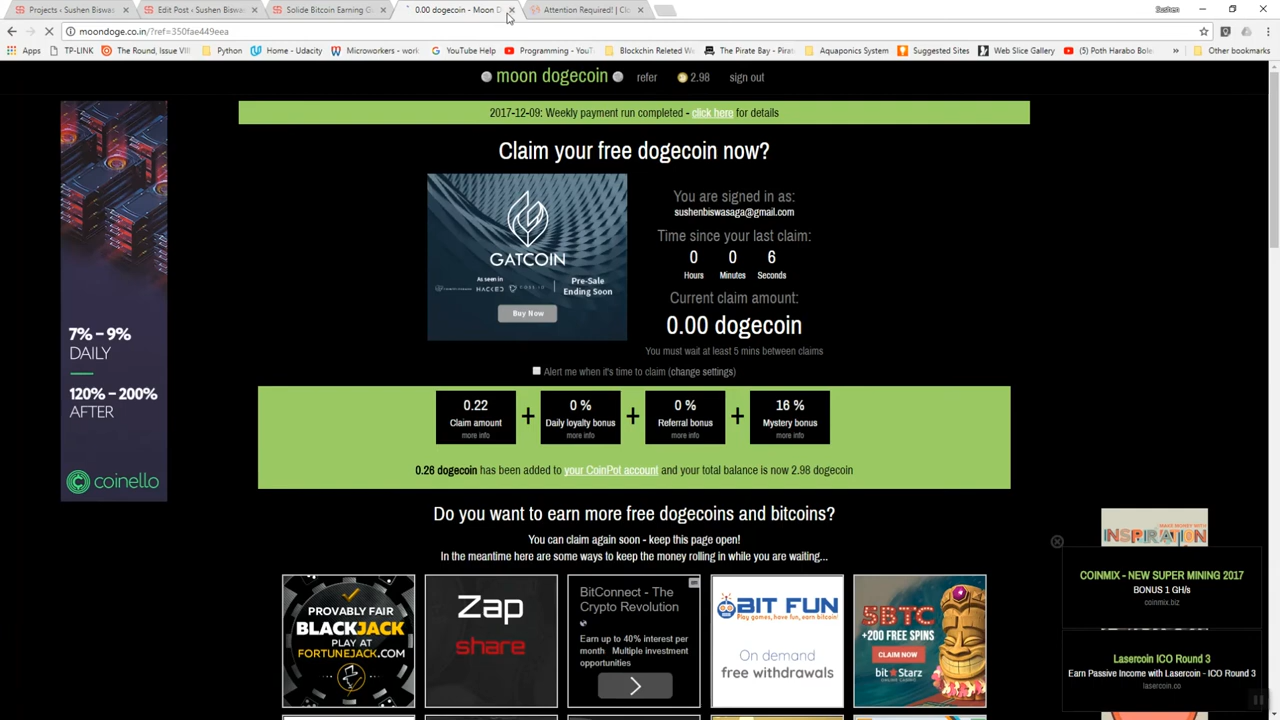 Projects ‹ Sushen Biswas
Edit Post ‹ Sushen Biswas
Solide Bitcoin Earning G
0.00 dogecoin - Moon D
Attention Required! | Cl
Sushen
moondoge.co.in/?ref=350fae449eea
Apps
TP-LINK
The Round, Issue VIII
Python
Home - Udacity
Microworkers - work
YouTube Help
Programming - YouT
Blockchin Releted We
The Pirate Bay - Pirat
Aquaponics System
Suggested Sites
Web Slice Gallery
(5) Poth Harabo Bole
Other bookmarks
moon dogecoin
refer
2.98
sign out
2017-12-09: Weekly payment run completed - click here for details
Claim your free dogecoin now?
GATCOIN
As seen in
HACKED
Pre-Sale
Ending Soon
Buy Now
You are signed in as:
sushenbiswasaga@gmail.com
Time since your last claim:
0 0 6
Hours Minutes Seconds
Current claim amount:
0.00 dogecoin
You must wait at least 5 mins between claims
Alert me when it's time to claim (change settings)
7% – 9%
DAILY
120% – 200%
AFTER
coinello
0.22 + 0 % + 0 % + 16 %
Claim amount Daily loyalty bonus Referral bonus Mystery bonus
more info more info more info more info
0.26 dogecoin has been added to your CoinPot account and your total balance is now 2.98 dogecoin
Do you want to earn more free dogecoins and bitcoins?
You can claim again soon - keep this page open!
In the meantime here are some ways to keep the money rolling in while you are waiting...
PROVABLY FAIR
BLACKJACK
PLAY AT
FORTUNEJACK.COM
Zap
share
BitConnect - The
Crypto Revolution
Earn up to 40% interest per
month Multiple investment
opportunities
BIT FUN
Play games, have fun, earn bitcoin!
On demand
free withdrawals
5BTC
+200 FREE SPINS
CLAIM NOW
bitStarz
MAKE MONEY WITH
INSPIRATION
COINMIX - NEW SUPER MINING 2017
BONUS 1 GH/s
coinmix.biz
Lasercoin ICO Round 3
Earn Passive Income with Lasercoin - ICO Round 3
lasercoin.co